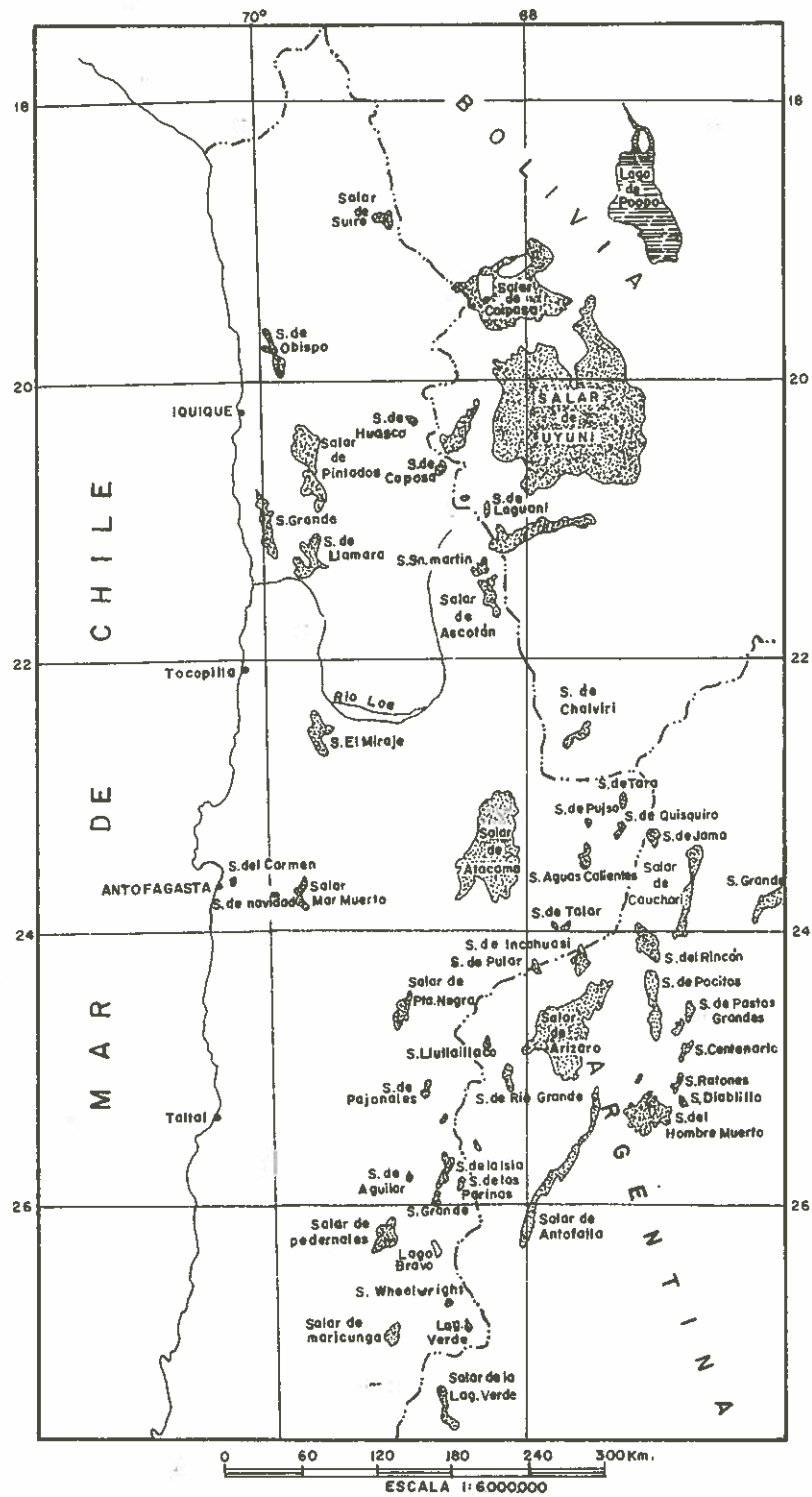 70°
68
18
18
BOLIVIA
Lago
de
Poopo
Salar
de
Surire
Salar
de
Coipasa
S. de
Obispo
20
20
IQUIQUE
S. de
Huasco
SALAR
de
UYUNI
Salar
de
Pintados
S. de
Coposa
S. de
Laguani
S. Grande
S. de
Llamara
S. Sn. martin
Salar
de
Ascotán
22
22
Tocopilla
Río Loa
S. de
Chalviri
S. El Miraje
S. de Tara
S. de Pujsa
S. de Quisquiro
S. de Jama
Salar
de
Atacama
S. del Carmen
ANTOFAGASTA
S. de navidad
Salar
Mar Muerto
S. Aguas Calientes
Salar
de
Cauchari
S. Grande
24
24
S. de Talar
S. de Incahuasi
S. de Pular
S. del Rincón
Salar de
Pta. Negra
S. de Pocitos
S. de Pastos
Grandes
Salar
de
Arizaro
S. Llullaillaco
S. Centenario
S. de
Pajonales
S. de Rio Grande
S. Ratones
S. Diablillo
S. del
Hombre Muerto
Taltal
S. de la Isla
S. de
Aguilar
S. de las
Parinas
S. Grande
26
26
Salar de
pedernales
Salar de
Antofalla
Lago
Bravo
S. Wheelwright
Salar de
maricunga
Lag.
Verde
Salar de la
Lag. Verde
MAR DE CHILE
ARGENTINA
0 60 120 180 240 300 Km.
ESCALA 1:6.000.000